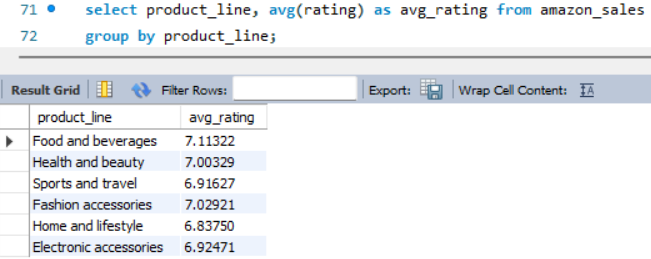 71 select product_line, avg(rating) as avg_rating from amazon_sales
72 group by product_line;
Result Grid Filter Rows: Export: Wrap Cell Content: IA
product_line avg_rating
Food and beverages 7.11322
Health and beauty 7.00329
Sports and travel 6.91627
Fashion accessories 7.02921
Home and lifestyle 6.83750
Electronic accessories 6.92471